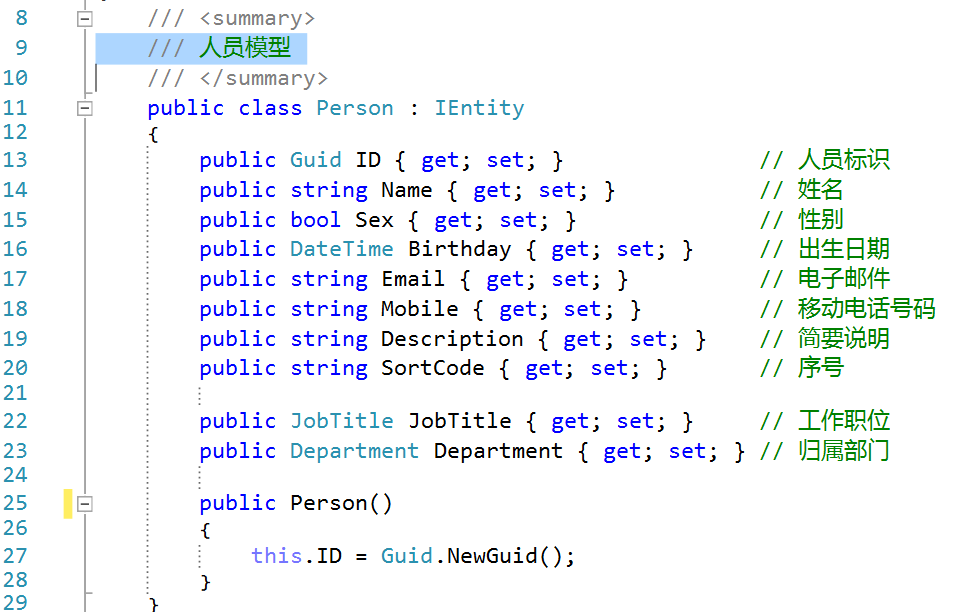 8 /// <summary>
9 /// 人员模型
10 /// </summary>
11 public class Person : IEntity
12 {
13 public Guid ID { get; set; } // 人员标识
14 public string Name { get; set; } // 姓名
15 public bool Sex { get; set; } // 性别
16 public DateTime Birthday { get; set; } // 出生日期
17 public string Email { get; set; } // 电子邮件
18 public string Mobile { get; set; } // 移动电话号码
19 public string Description { get; set; } // 简要说明
20 public string SortCode { get; set; } // 序号
21
22 public JobTitle JobTitle { get; set; } // 工作职位
23 public Department Department { get; set; } // 归属部门
24
25 public Person()
26 {
27 this.ID = Guid.NewGuid();
28 }
29 }